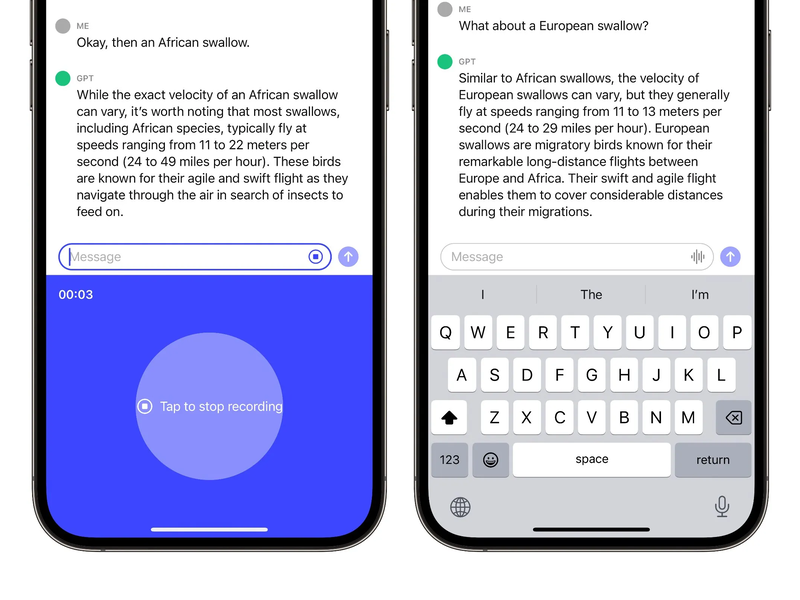 ME
Okay, then an African swallow.
GPT
While the exact velocity of an African swallow
can vary, it's worth noting that most swallows,
including African species, typically fly at
speeds ranging from 11 to 22 meters per
second (24 to 49 miles per hour). These birds
are known for their agile and swift flight as they
navigate through the air in search of insects to
feed on.
Message
00:03
Tap to stop recording
ME
What about a European swallow?
GPT
Similar to African swallows, the velocity of
European swallows can vary, but they generally
fly at speeds ranging from 11 to 13 meters per
second (24 to 29 miles per hour). European
swallows are migratory birds known for their
remarkable long-distance flights between
Europe and Africa. Their swift and agile flight
enables them to cover considerable distances
during their migrations.
Message
I The I'm
Q W E R T Y U I O P
A S D F G H J K L
Z X C V B N M
123 space return